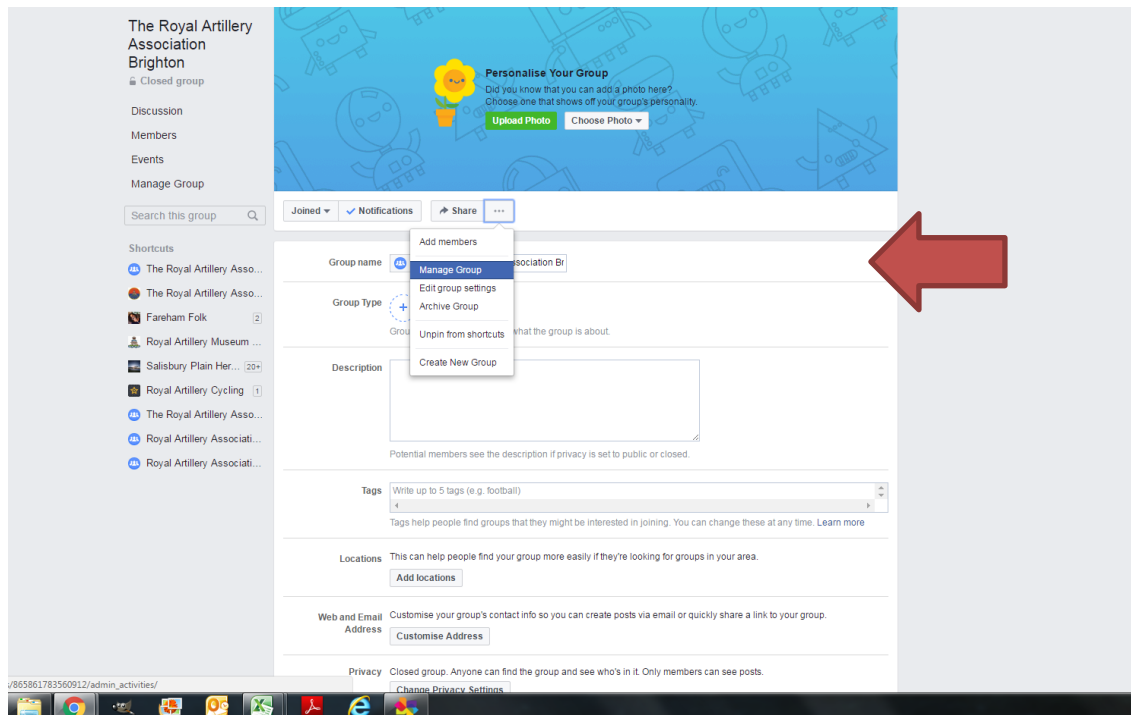 The Royal Artillery
Association
Brighton
Closed group
Discussion
Members
Events
Manage Group
Search this group
Shortcuts
The Royal Artillery Asso...
The Royal Artillery Asso...
Fareham Folk 2
Royal Artillery Museum ...
Salisbury Plain Her... 20+
Royal Artillery Cycling 1
The Royal Artillery Asso...
Royal Artillery Associati...
Royal Artillery Associati...
Personalise Your Group
Did you know that you can add a photo here?
Choose one that shows off your group's personality.
Upload Photo Choose Photo
Joined Notifications Share ...
Add members
Manage Group
Edit group settings
Archive Group
Unpin from shortcuts
Create New Group
Group name ssociation Br
Group Type +
Grou what the group is about.
Description
Potential members see the description if privacy is set to public or closed.
Tags Write up to 5 tags (e.g. football)
Tags help people find groups that they might be interested in joining. You can change these at any time. Learn more
Locations This can help people find your group more easily if they're looking for groups in your area.
Add locations
Web and Email Address Customise your group's contact info so you can create posts via email or quickly share a link to your group.
Customise Address
Privacy Closed group. Anyone can find the group and see who's in it. Only members can see posts.
Change Privacy Settings
s/865861783560912/admin_activities/